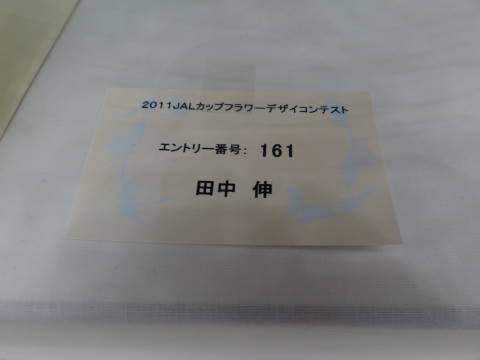 2011JALカップフラワーデザイコンテスト
エントリー番号: 161
田中 伸